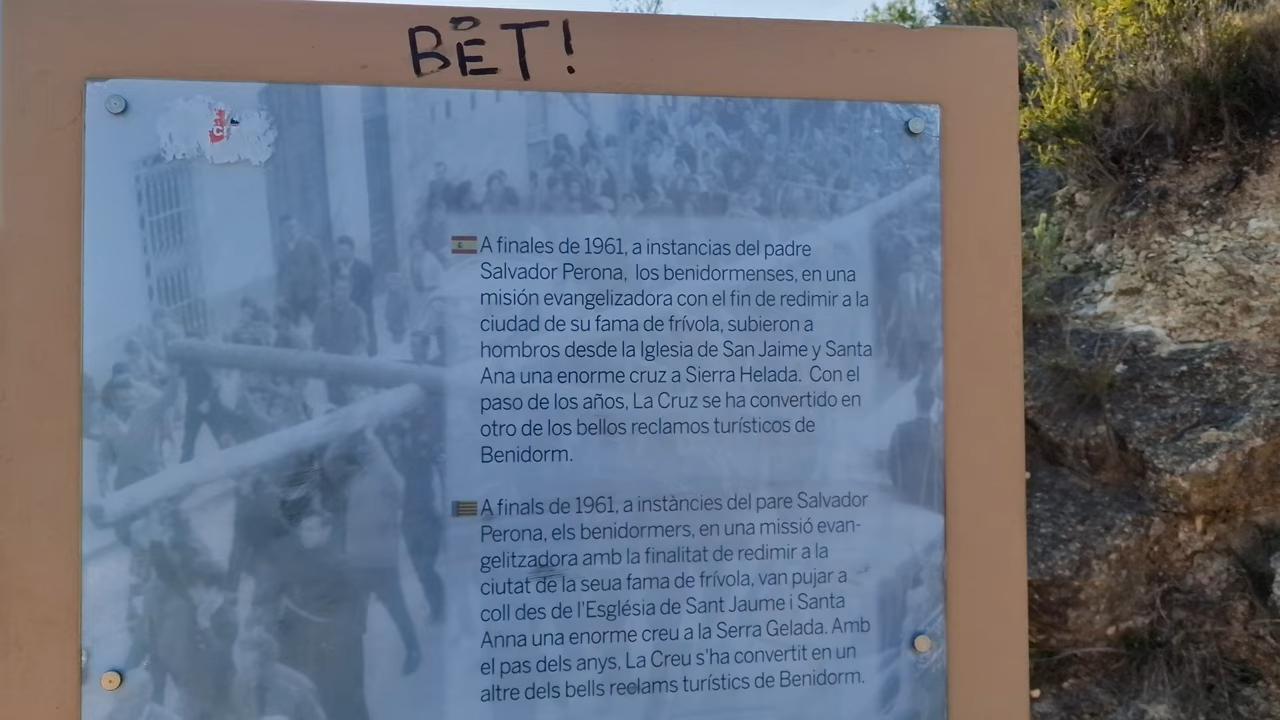 BET!
A finales de 1961, a instancias del padre
Salvador Perona, los benidormenses, en una
misión evangelizadora con el fin de redimir a la
ciudad de su fama de frívola, subieron a
hombros desde la Iglesia de San Jaime y Santa
Ana una enorme cruz a Sierra Helada. Con el
paso de los años, La Cruz se ha convertido en
otro de los bellos reclamos turísticos de
Benidorm.
A finals de 1961, a instàncies del pare Salvador
Perona, els benidormers, en una missió evan-
gelitzadora amb la finalitat de redimir a la
ciutat de la seua fama de frívola, van pujar a
coll des de l'Església de Sant Jaume i Santa
Anna una enorme creu a la Serra Gelada. Amb
el pas dels anys, La Creu s'ha convertit en un
altre dels bells reclams turístics de Benidorm.